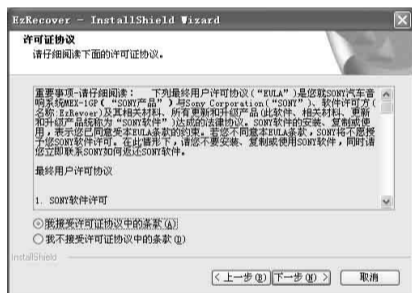 EzRecover - InstallShield Wizard
许可证协议
请仔细阅读下面的许可证协议。
重要事项-请仔细阅读： 下列最终用户许可协议（“EULA”）是您就SONY汽车音
响系统MEX-1GP（“SONY产品”）与Sony Corporation（“SONY”）、软件许可方（
名称：EzRevoer）及其相关材料、所有更新和升级产品（此软件、相关材料、更新
和升级产品统称为“SONY软件”）达成的法律协议。SONY软件的安装、复制或使
用，表示您已同意受本EULA条款的约束。若您不同意本EULA条款，SONY将不愿授
予您SONY软件许可。在此情形下，请您不要安装、复制或使用SONY软件，同时请
您立即联系SONY如何退还SONY软件。
最终用户许可协议
1. SONY软件许可
我接受许可证协议中的条款(A)
我不接受许可证协议中的条款(D)
InstallShield
< 上一步(B)
下一步(N) >
取消